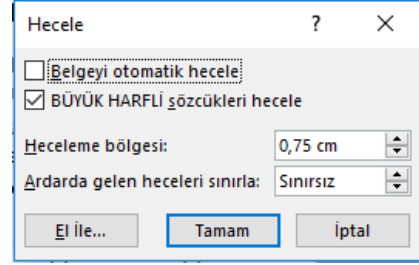 Hecele ?
Belgeyi otomatik hecele
BÜYÜK HARFLİ sözcükleri hecele
Heceleme bölgesi: 0,75 cm
Ardarda gelen heceleri sınırla: Sınırsız
El İle... Tamam İptal